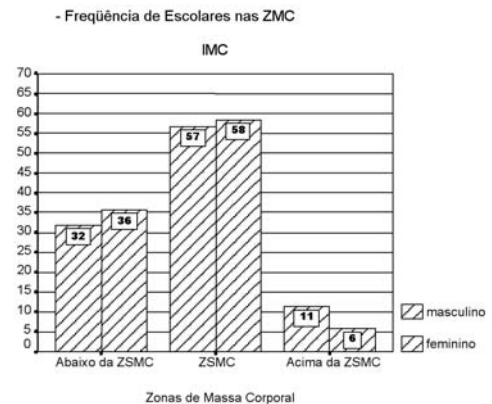 - Freqüência de Escolares nas ZMC
IMC
70
65
60
55
50
45
40
35
30
25
20
15
10
5
0
32
36
57
58
11
6
Abaixo da ZSMC
ZSMC
Acima da ZSMC
Zonas de Massa Corporal
masculino
feminino